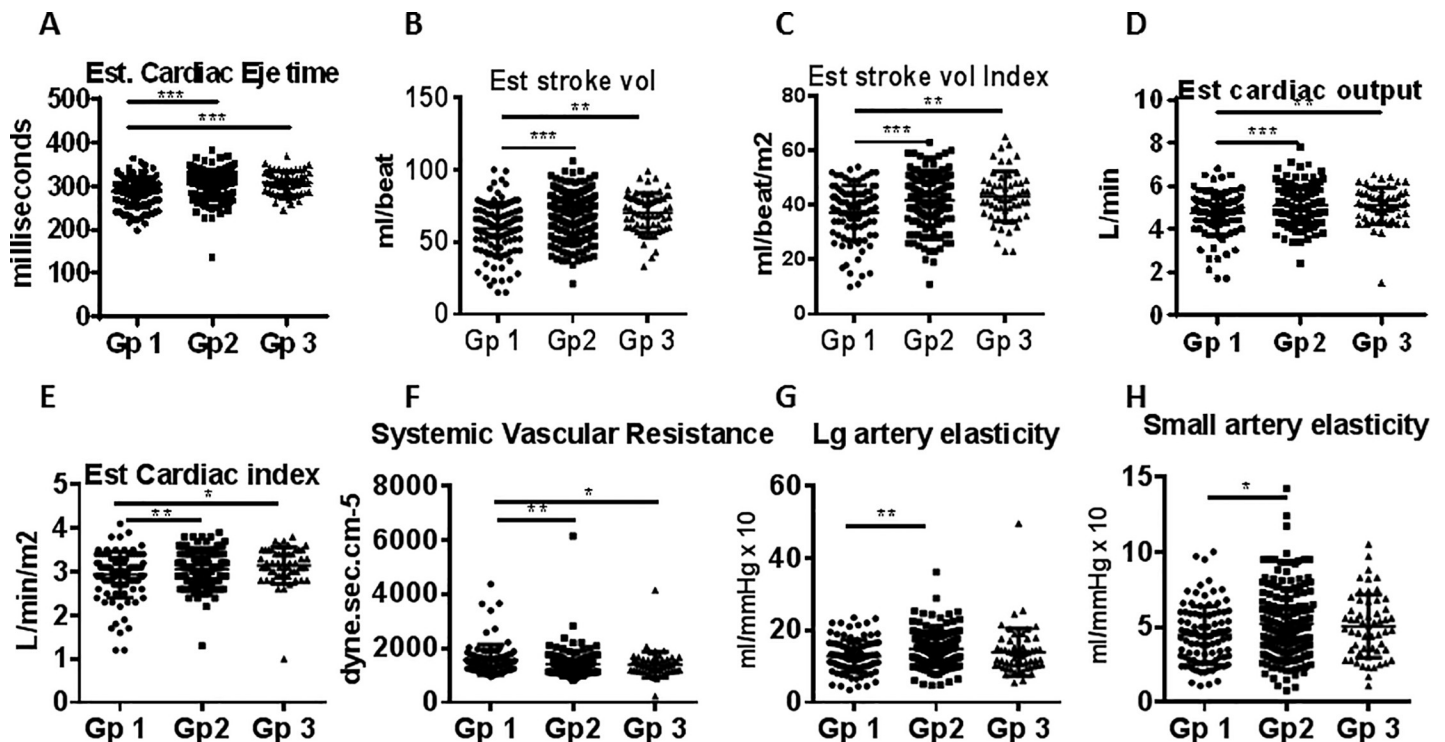 A
Est. Cardiac Eje time
***
***
500
400
300
200
100
0
milliseconds
Gp 1
Gp2
Gp 3
B
Est stroke vol
**
***
150
100
50
0
ml/beat
Gp 1
Gp2
Gp 3
C
Est stroke vol Index
**
***
80
60
40
20
0
ml/beat/m2
Gp 1
Gp2
Gp 3
D
Est cardiac output
**
***
10
8
6
4
2
0
L/min
Gp 1
Gp2
Gp 3
E
Est Cardiac index
*
**
5
4
3
2
1
0
L/min/m2
Gp 1
Gp2
Gp 3
F
Systemic Vascular Resistance
*
**
8000
6000
4000
2000
0
dyne.sec.cm-5
Gp 1
Gp2
Gp 3
G
Lg artery elasticity
**
60
40
20
0
ml/mmHg x 10
Gp 1
Gp2
Gp 3
H
Small artery elasticity
*
15
10
5
0
ml/mmHg x 10
Gp 1
Gp2
Gp 3